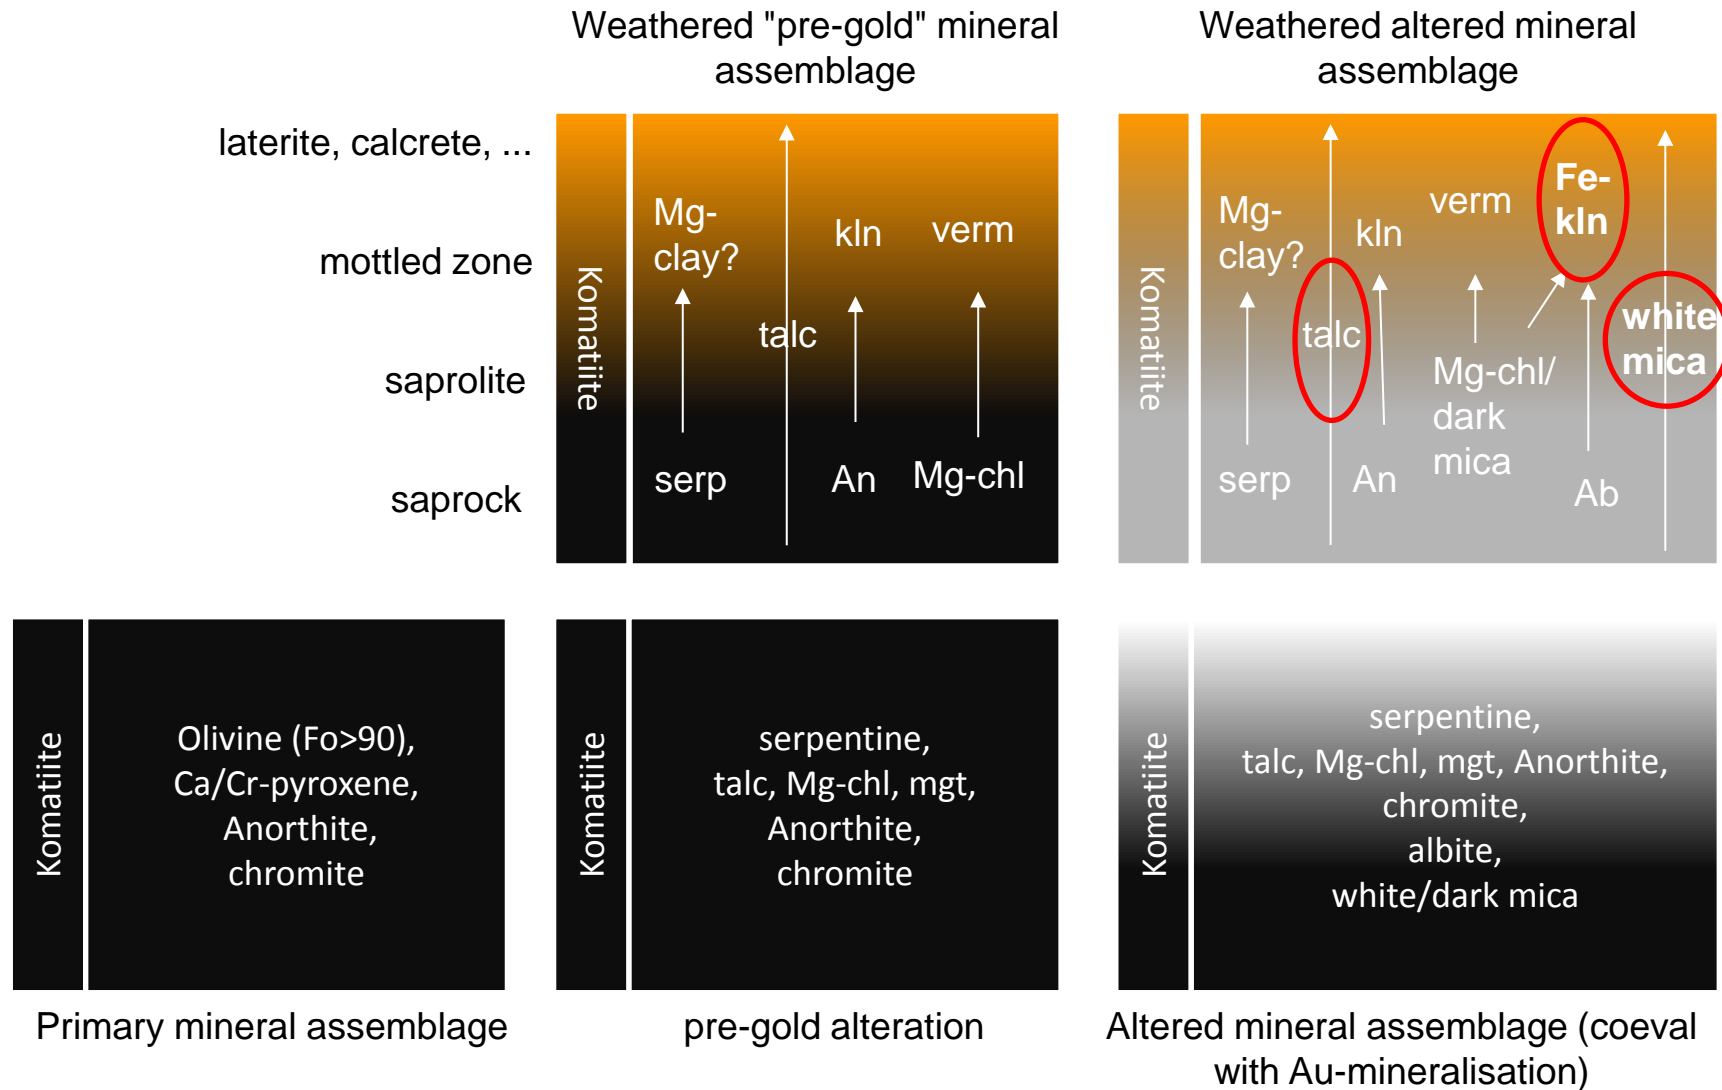 Weathered "pre-gold" mineral
assemblage
Weathered altered mineral
assemblage
laterite, calcrete, ...
mottled zone
saprolite
saprock
Komatiite
Mg-
clay?
talc
kln
verm
serp
An
Mg-chl
Komatiite
Mg-
clay?
talc
kln
verm
Fe-
kln
white
mica
Mg-chl/
dark
mica
serp
An
Ab
Komatiite
Olivine (Fo>90),
Ca/Cr-pyroxene,
Anorthite,
chromite
Komatiite
serpentine,
talc, Mg-chl, mgt,
Anorthite,
chromite
Komatiite
serpentine,
talc, Mg-chl, mgt, Anorthite,
chromite,
albite,
white/dark mica
Primary mineral assemblage
pre-gold alteration
Altered mineral assemblage (coeval
with Au-mineralisation)